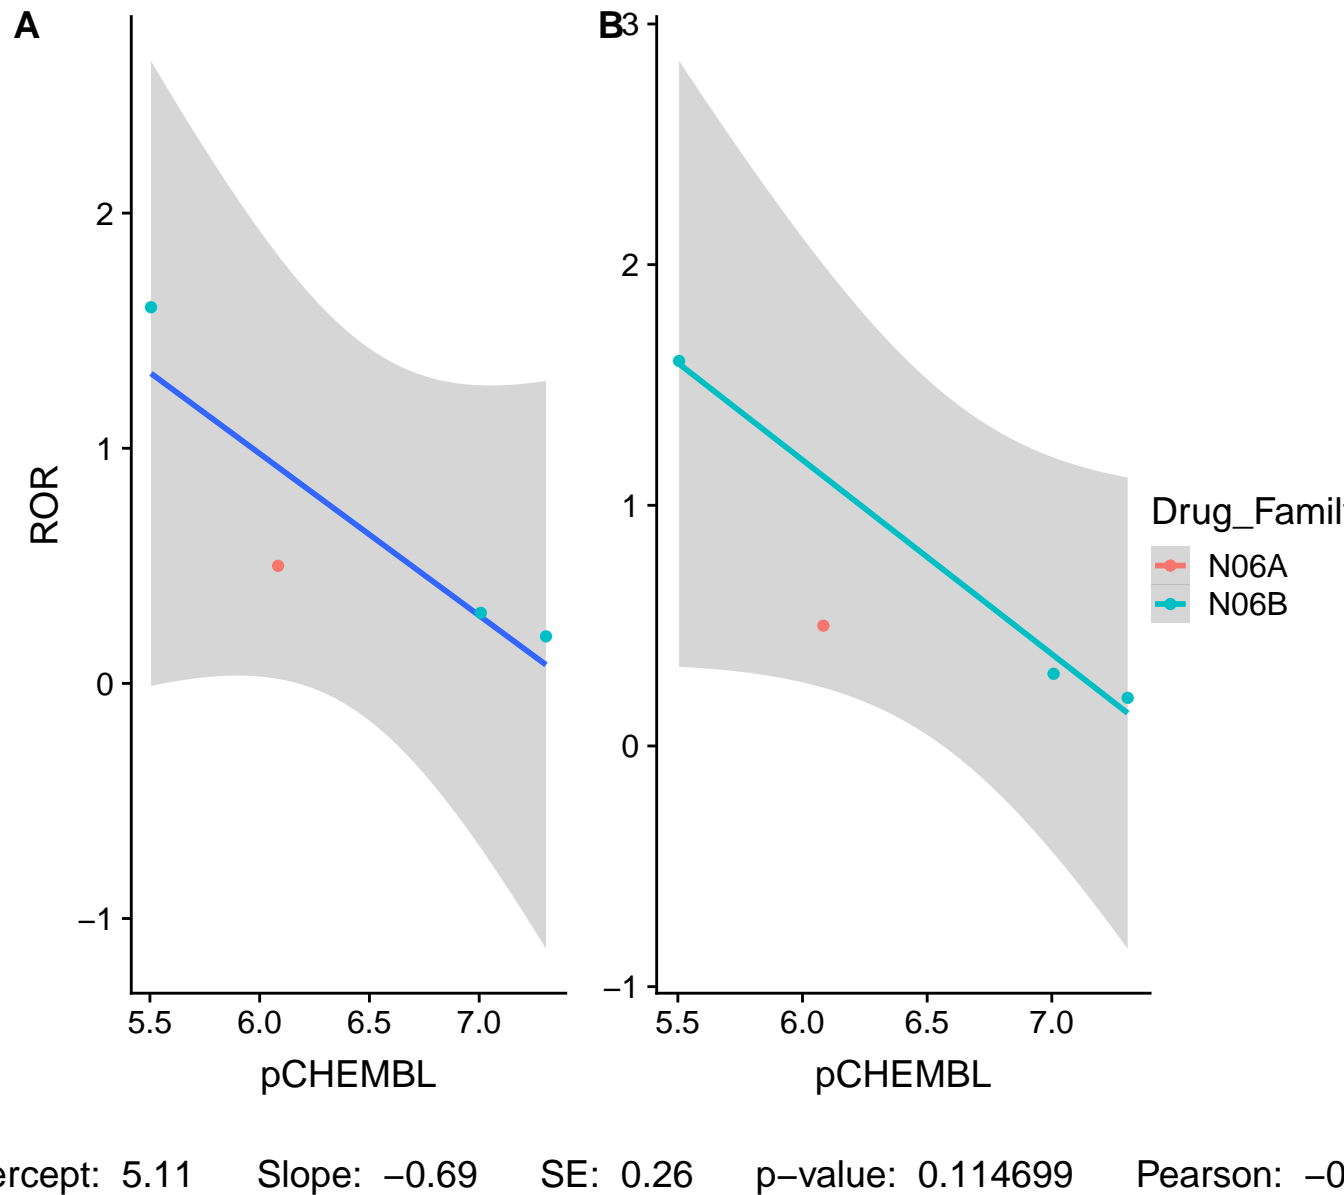 A
B
3
2
1
0
−1
ROR
5.5 6.0 6.5 7.0
pCHEMBL
2
1
0
−1
5.5 6.0 6.5 7.0
pCHEMBL
Drug_Famil
N06A
N06B
ercept: 5.11 Slope: −0.69 SE: 0.26 p−value: 0.114699 Pearson: −0